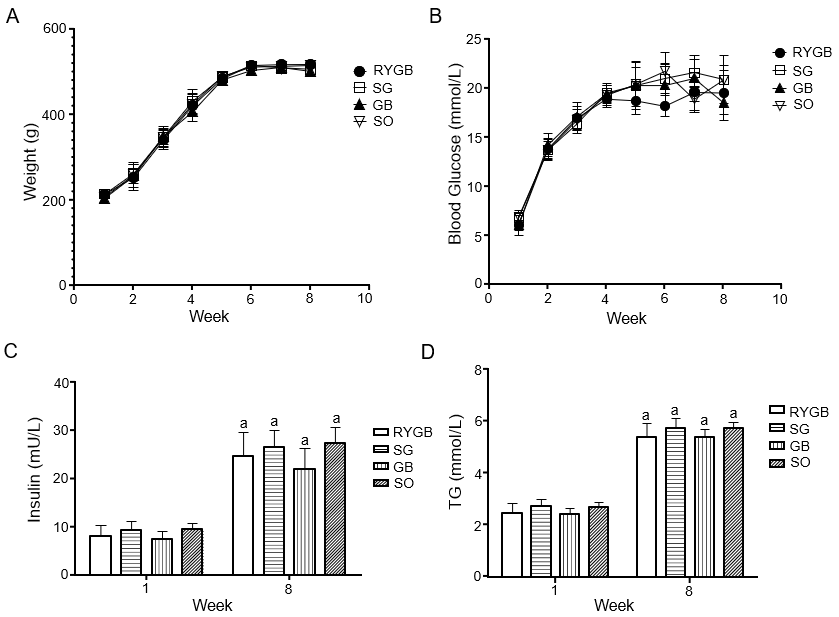 A
Weight (g)
600
400
200
0
0 2 4 6 8 10
Week
RYGB
SG
GB
SO
B
Blood Glucose (mmol/L)
25
20
15
10
5
0
0 2 4 6 8 10
Week
RYGB
SG
GB
SO
C
Insulin (mU/L)
40
30
20
10
0
a a a a
1 8
Week
RYGB
SG
GB
SO
D
TG (mmol/L)
8
6
4
2
0
a a a a
1 8
Week
RYGB
SG
GB
SO